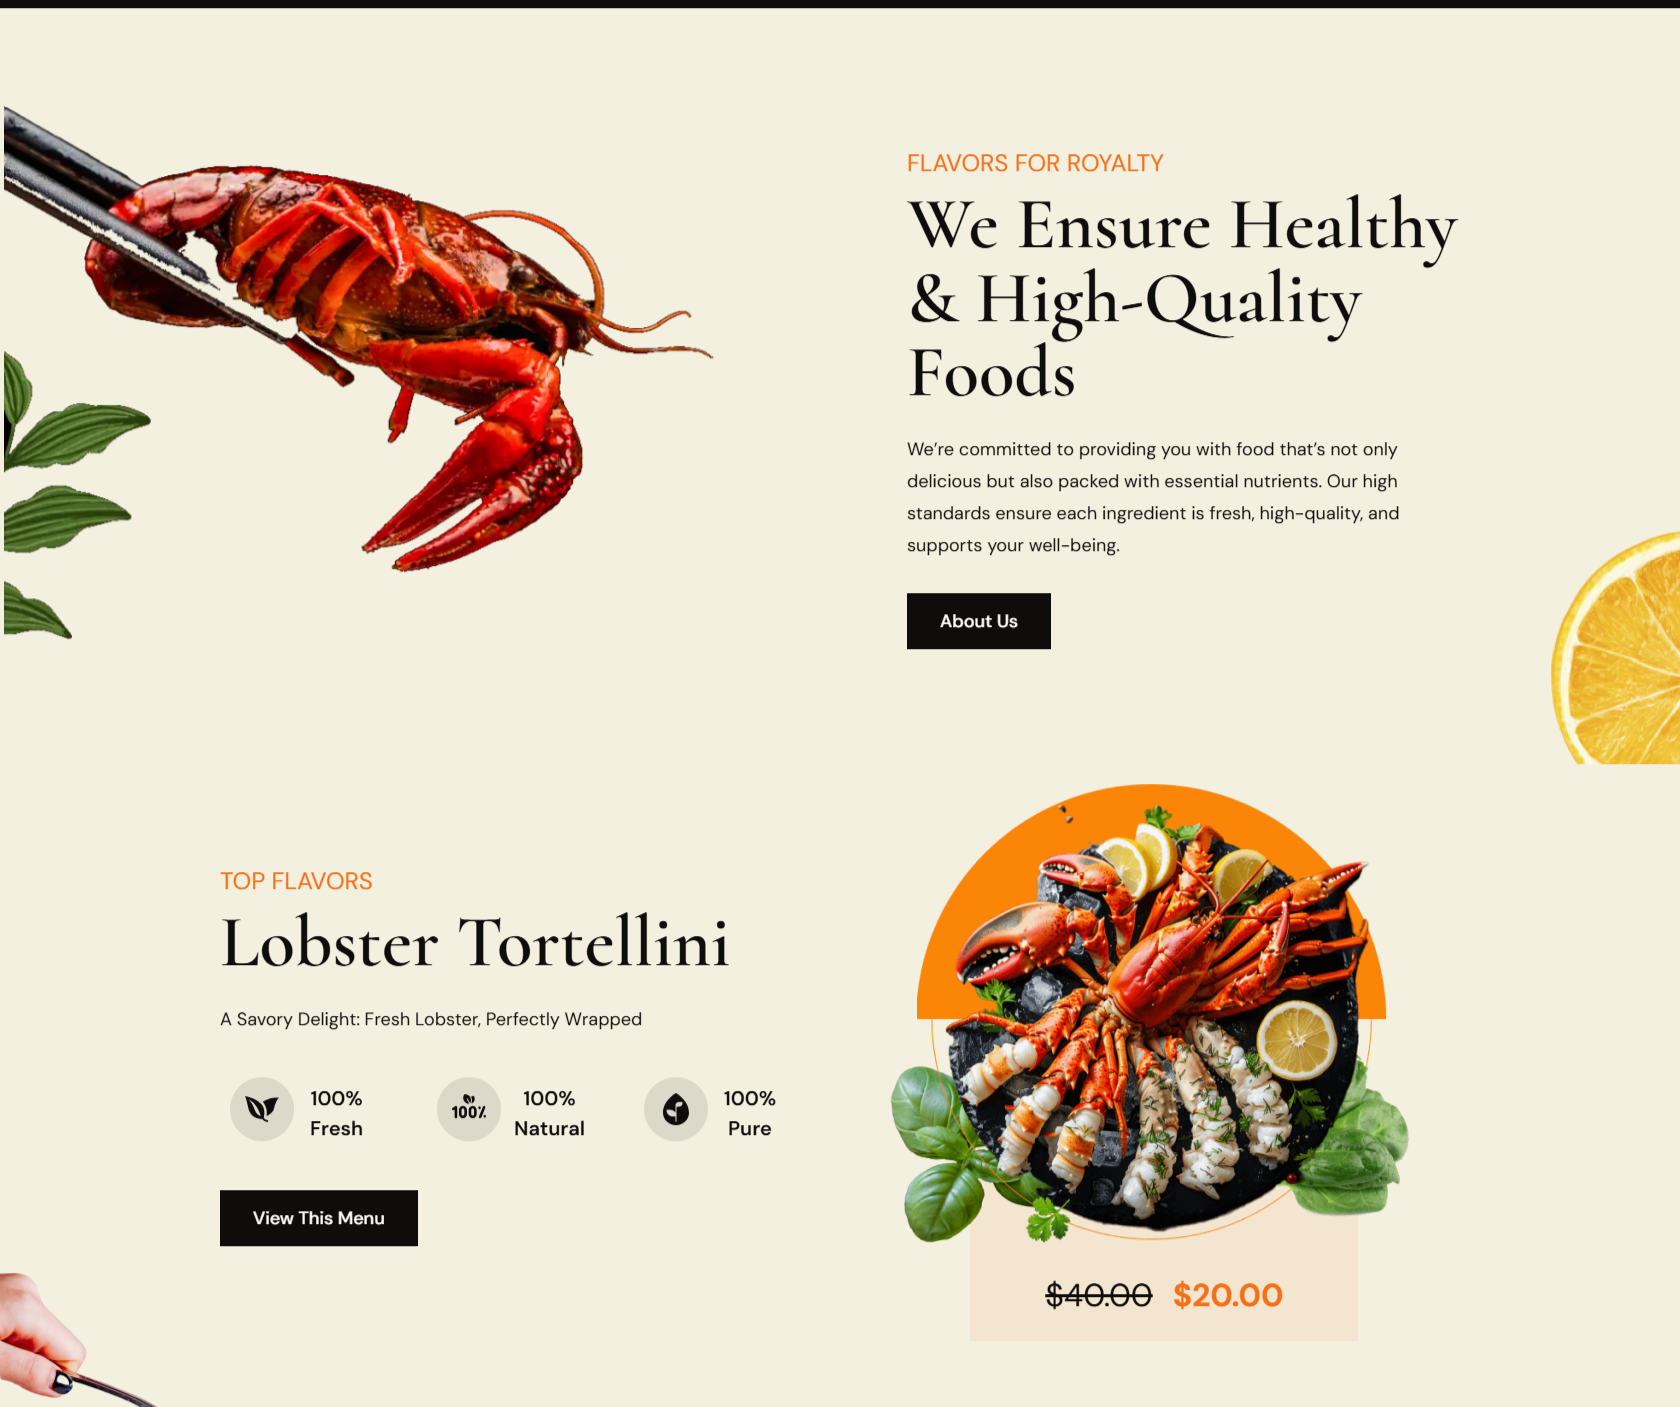 FLAVORS FOR ROYALTY
We Ensure Healthy
& High-Quality
Foods
We’re committed to providing you with food that’s not only
delicious but also packed with essential nutrients. Our high
standards ensure each ingredient is fresh, high-quality, and
supports your well-being.
About Us
TOP FLAVORS
Lobster Tortellini
A Savory Delight: Fresh Lobster, Perfectly Wrapped
100%
Fresh
100%
100%
Natural
100%
Pure
View This Menu
$40.00 $20.00